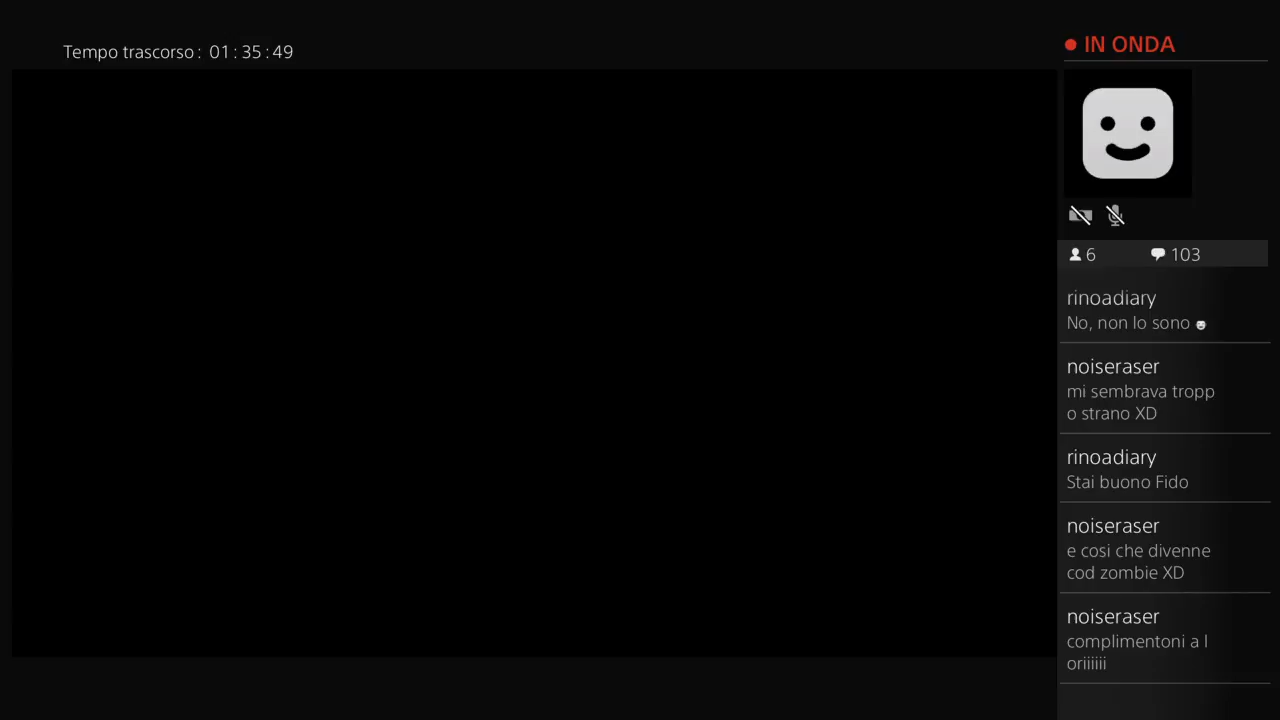 Tempo trascorso: 01:35:49
IN ONDA
6 103
rinoadiary
No, non lo sono
noiseraser
mi sembrava tropp
o strano XD
rinoadiary
Stai buono Fido
noiseraser
e cosi che divenne
cod zombie XD
noiseraser
complimentoni a l
oriiiiii